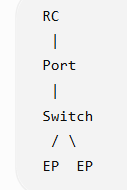 RC
|
Port
|
Switch
/ \
EP EP